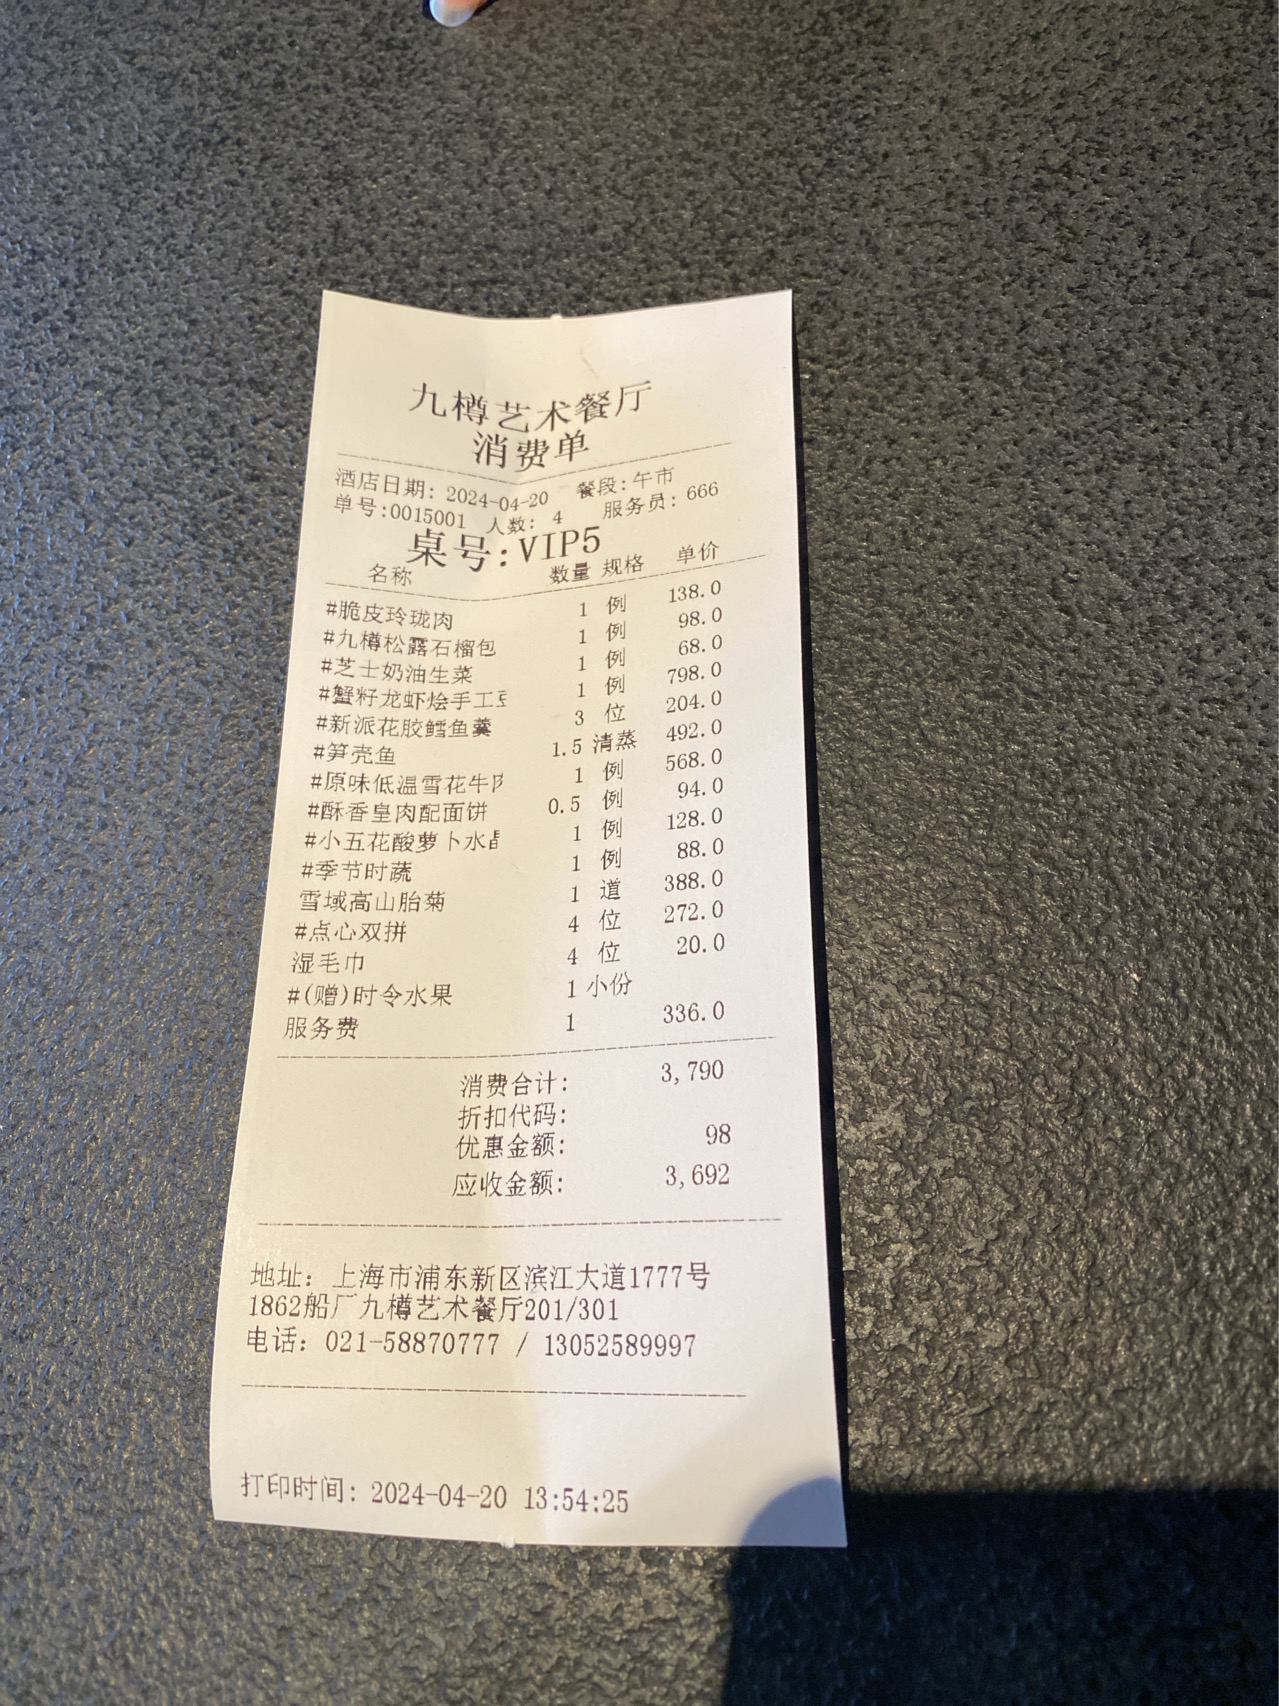 九樽艺术餐厅
消费单
酒店日期: 2024-04-20 餐段:午市
单号:0015001 人数: 4 服务员: 666
桌号:VIP5
名称 数量 规格 单价
#脆皮玲珑肉 1 例 138.0
#九樽松露石榴包 1 例 98.0
#芝士奶油生菜 1 例 68.0
#蟹籽龙虾烩手工豆 1 例 798.0
#新派花胶鳕鱼羹 3 位 204.0
#笋壳鱼 1.5 清蒸 492.0
#原味低温雪花牛肉 1 例 568.0
#酥香皇肉配面饼 0.5 例 94.0
#小五花酸萝卜水晶 1 例 128.0
#季节时蔬 1 例 88.0
雪域高山胎菊 1 道 388.0
#点心双拼 4 位 272.0
湿毛巾 4 位 20.0
#(赠)时令水果 1 小份
服务费 1 336.0
消费合计: 3,790
折扣代码:
优惠金额: 98
应收金额: 3,692
地址: 上海市浦东新区滨江大道1777号
1862船厂九樽艺术餐厅201/301
电话: 021-58870777 / 13052589997
打印时间: 2024-04-20 13:54:25